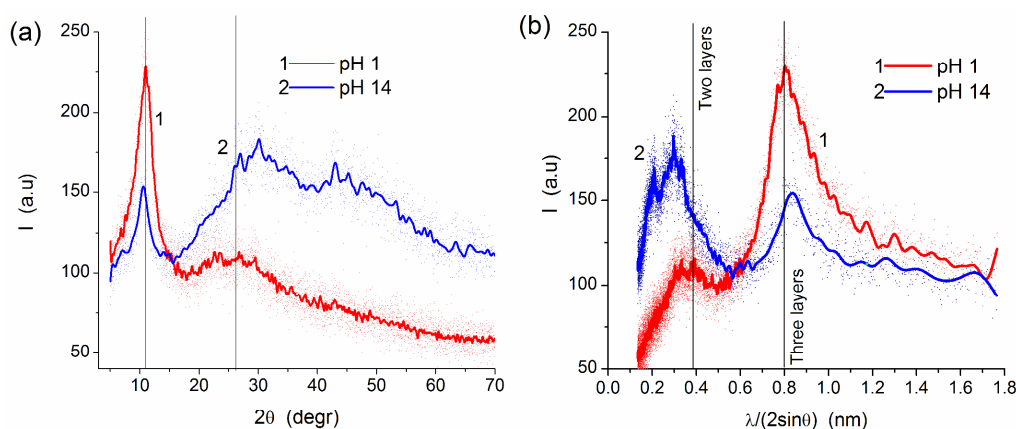 (a)
250
200
150
100
50
I (a.u)
1 pH 1
2 pH 14
1
2
10 20 30 40 50 60 70
2θ (degr)
(b)
250
200
150
100
50
I (a.u)
Two layers
Three layers
1 pH 1
2 pH 14
2
1
0.0 0.2 0.4 0.6 0.8 1.0 1.2 1.4 1.6 1.8
λ/(2sinθ) (nm)